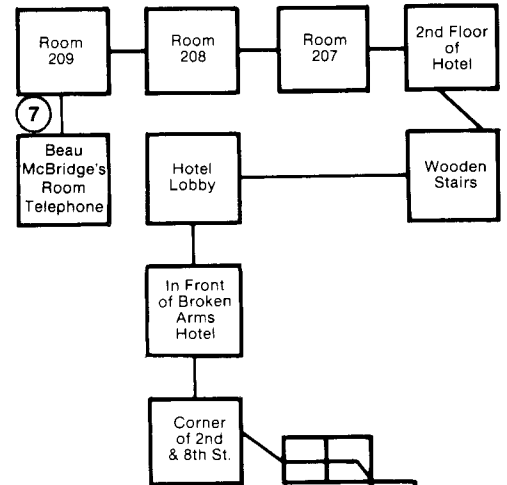 Room
209
Room
208
Room
207
2nd Floor
of
Hotel
7
Beau
McBridge's
Room
Telephone
Hotel
Lobby
Wooden
Stairs
In Front
of Broken
Arms
Hotel
Corner
of 2nd
& 8th St.